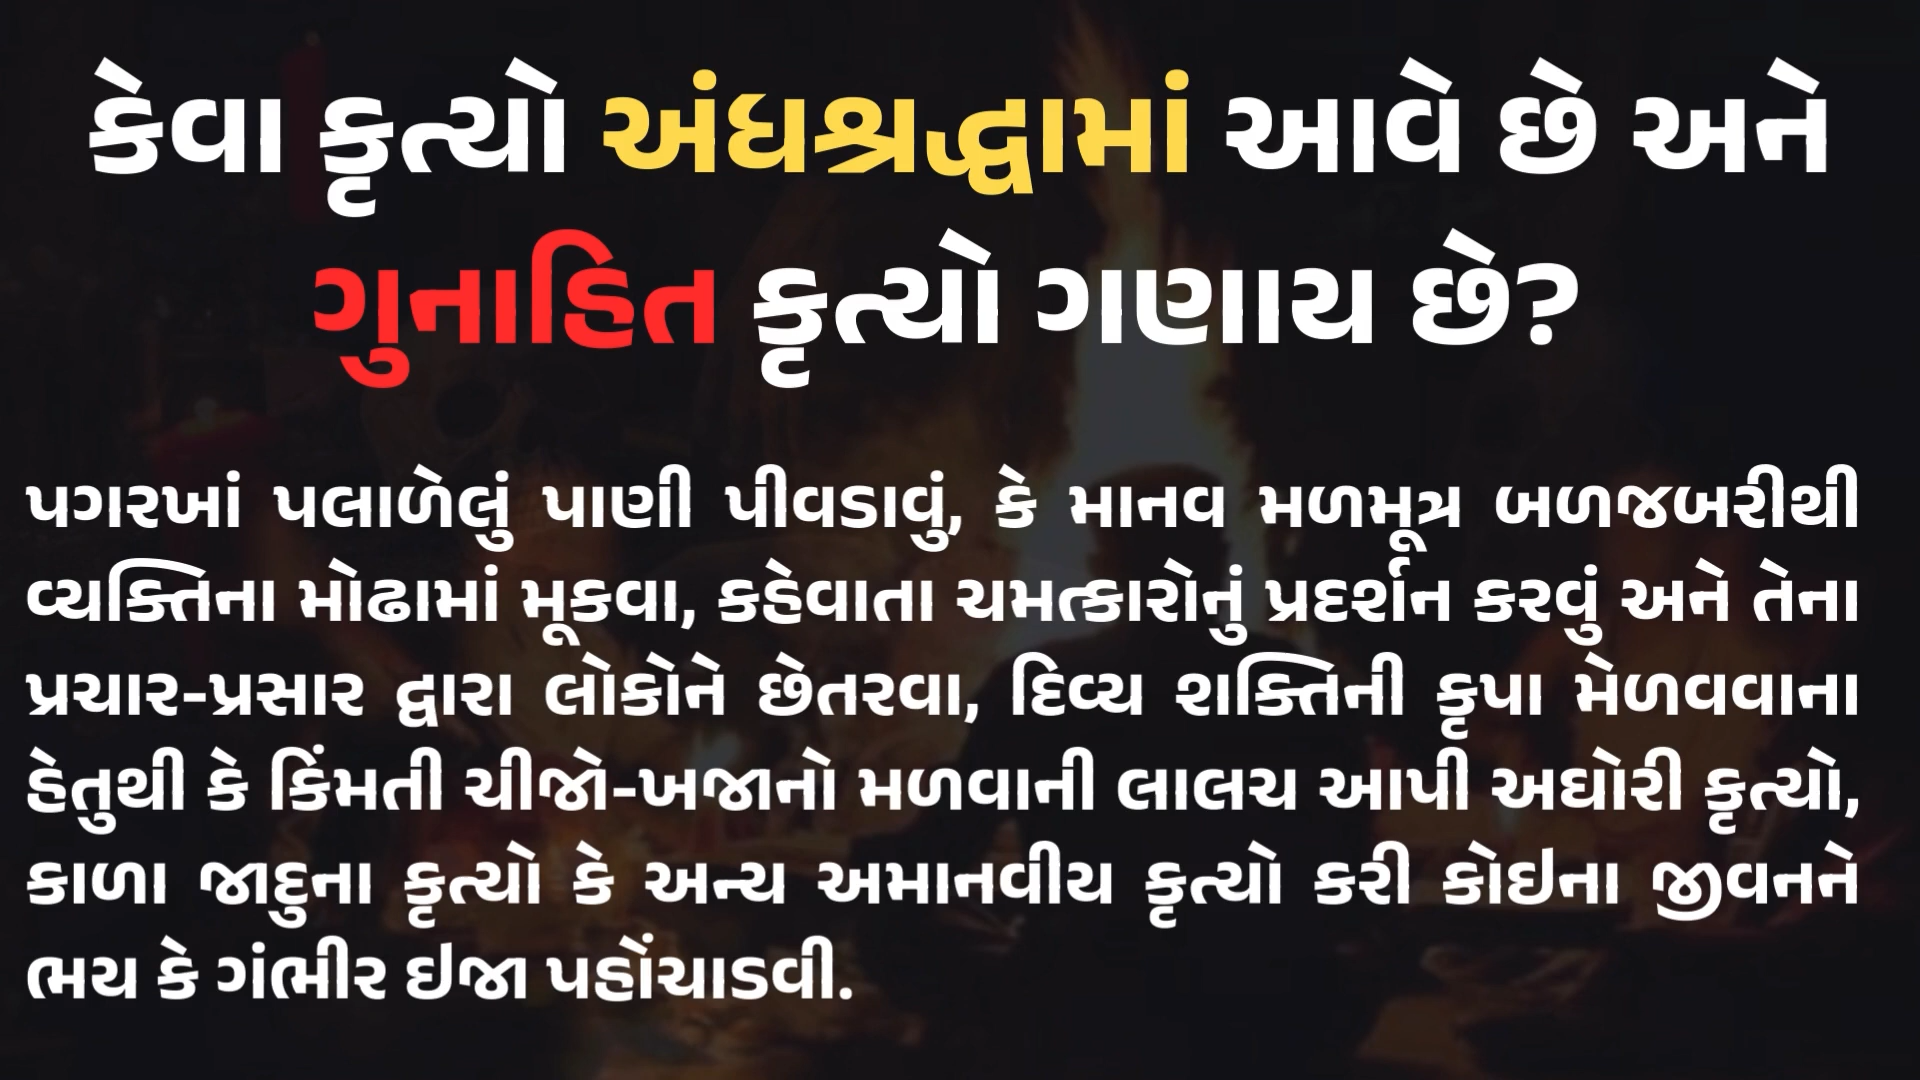 કેવા કૃત્યો અંધશ્રદ્ધામાં આવે છે અને
ગુનાહિત કૃત્યો ગણાય છે?
પગરખાં પલાળેલું પાણી પીવડાવું, કે માનવ મળમૂત્ર બળજબરીથી
વ્યક્તિના મોઢામાં મૂકવા, કહેવાતા ચમત્કારોનું પ્રદર્શન કરવું અને તેના
પ્રચાર-પ્રસાર દ્વારા લોકોને છેતરવા, દિવ્ય શક્તિની કૃપા મેળવવાના
હેતુથી કે કિંમતી ચીજો-ખજાનો મળવાની લાલચ આપી અઘોરી કૃત્યો,
કાળા જાદુના કૃત્યો કે અન્ય અમાનવીય કૃત્યો કરી કોઇના જીવનને
ભય કે ગંભીર ઇજા પહોંચાડવી.